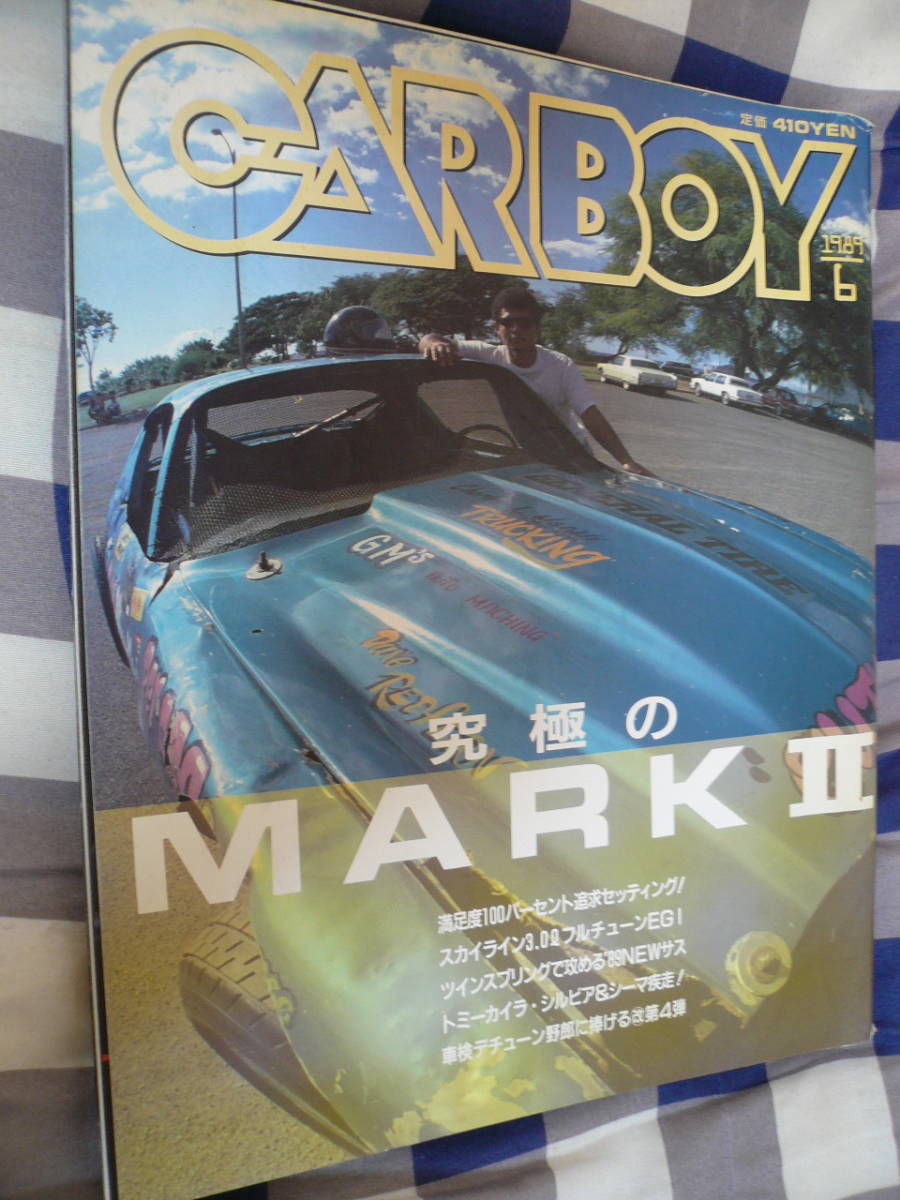 CARBOY
定価 410YEN
1989
6
TRUCKING
GM'S
究極の
MARK II
満足度100パーセント追求セッティング!
スカイライン3.0ℓフルチューンEGI
ツインスプリングで攻める'89NEWサス
トミーカイラ・シルビア&シーマ疾走!
車検デチューン野郎に捧げる改第4弾